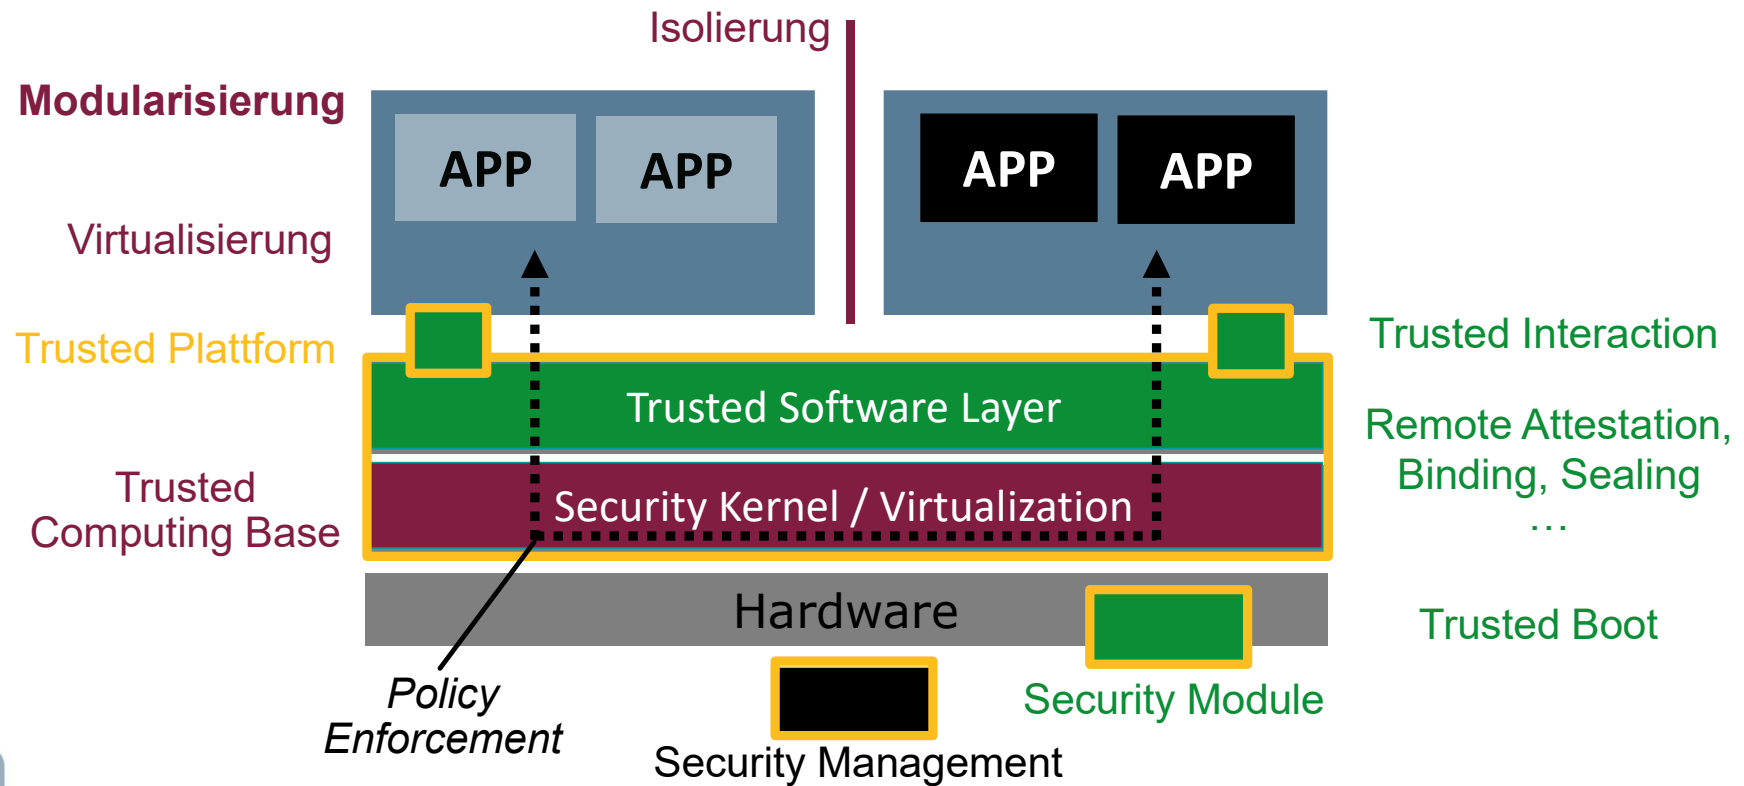 Isolierung
Modularisierung
APP
APP
APP
APP
Virtualisierung
Trusted Plattform
Trusted Interaction
Trusted Software Layer
Remote Attestation,
Binding, Sealing
…
Trusted
Computing Base
Security Kernel / Virtualization
Hardware
Trusted Boot
Policy
Enforcement
Security Module
Security Management